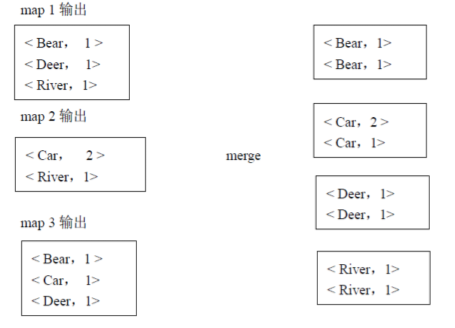 map 1 输出
< Bear， 1 >
< Deer， 1>
< River，1>
map 2 输出
< Car， 2 >
< River，1>
map 3 输出
< Bear，1 >
< Car， 1>
< Deer，1>
merge
< Bear，1>
< Bear，1>
< Car，2 >
< Car，1>
< Deer，1>
< Deer，1>
< River，1>
< River，1>